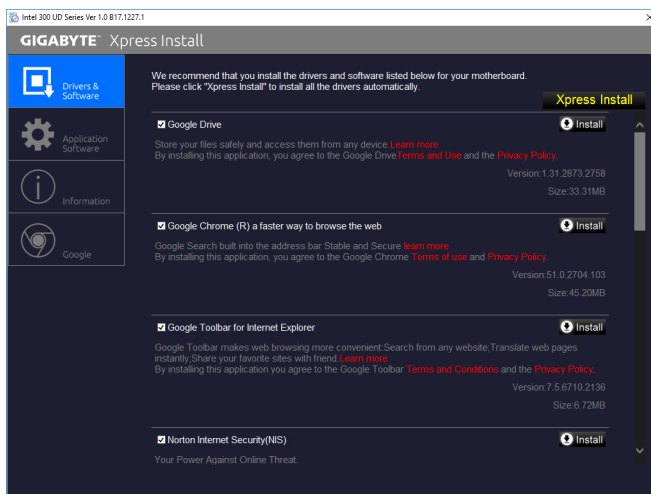 Intel 300 UD Series Ver 1.0 B17.1227.1
GIGABYTE™ Xpress Install
Drivers &
Software
Application
Software
Information
Google
We recommend that you install the drivers and software listed below for your motherboard.
Please click "Xpress Install" to install all the drivers automatically.
Xpress Install
Google Drive
Install
Store your files safely and access them from any device.Learn more
By installing this application, you agree to the Google DriveTerms and Use and the Privacy Policy.
Version:1.31.2873.2758
Size:33.31MB
Google Chrome (R) a faster way to browse the web
Install
Google Search built into the address bar Stable and Secure learn more
By installing this application, you agree to the Google Chrome Terms of use and Privacy Policy.
Version:51.0.2704.103
Size:45.20MB
Google Toolbar for Internet Explorer
Install
Google Toolbar makes web browsing more convenient:Search from any website;Translate web pages
instantly;Share your favorite sites with friend.Learn more
By installing this application you agree to the Google Toolbar Terms and Conditions and the Privacy Policy.
Version:7.5.6710.2136
Size:6.72MB
Norton Internet Security(NIS)
Install
Your Power Against Online Threat.